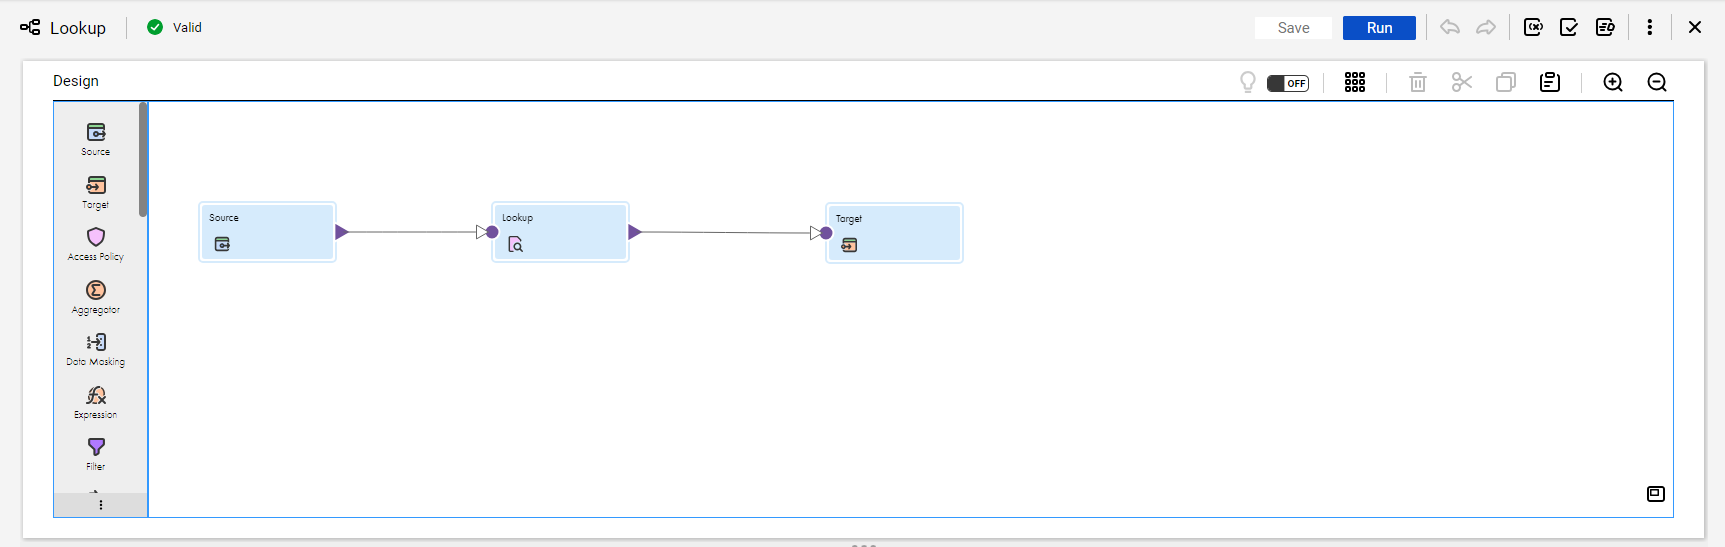 Lookup
Valid
Save
Run
Design
OFF
Source
Target
Access Policy
Aggregator
Data Masking
Expression
Filter
Source
Lookup
Target